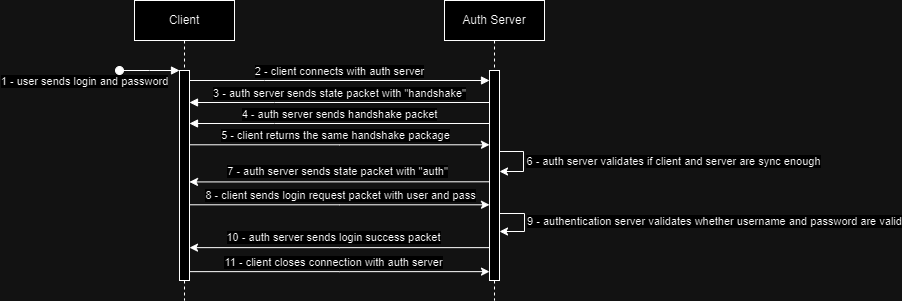 Client
Auth Server
1 - user sends login and password
2 - client connects with auth server
3 - auth server sends state packet with "handshake"
4 - auth server sends handshake packet
5 - client returns the same handshake package
6 - auth server validates if client and server are sync enough
7 - auth server sends state packet with "auth"
8 - client sends login request packet with user and pass
9 - authentication server validates whether username and password are valid
10 - auth server sends login success packet
11 - client closes connection with auth server